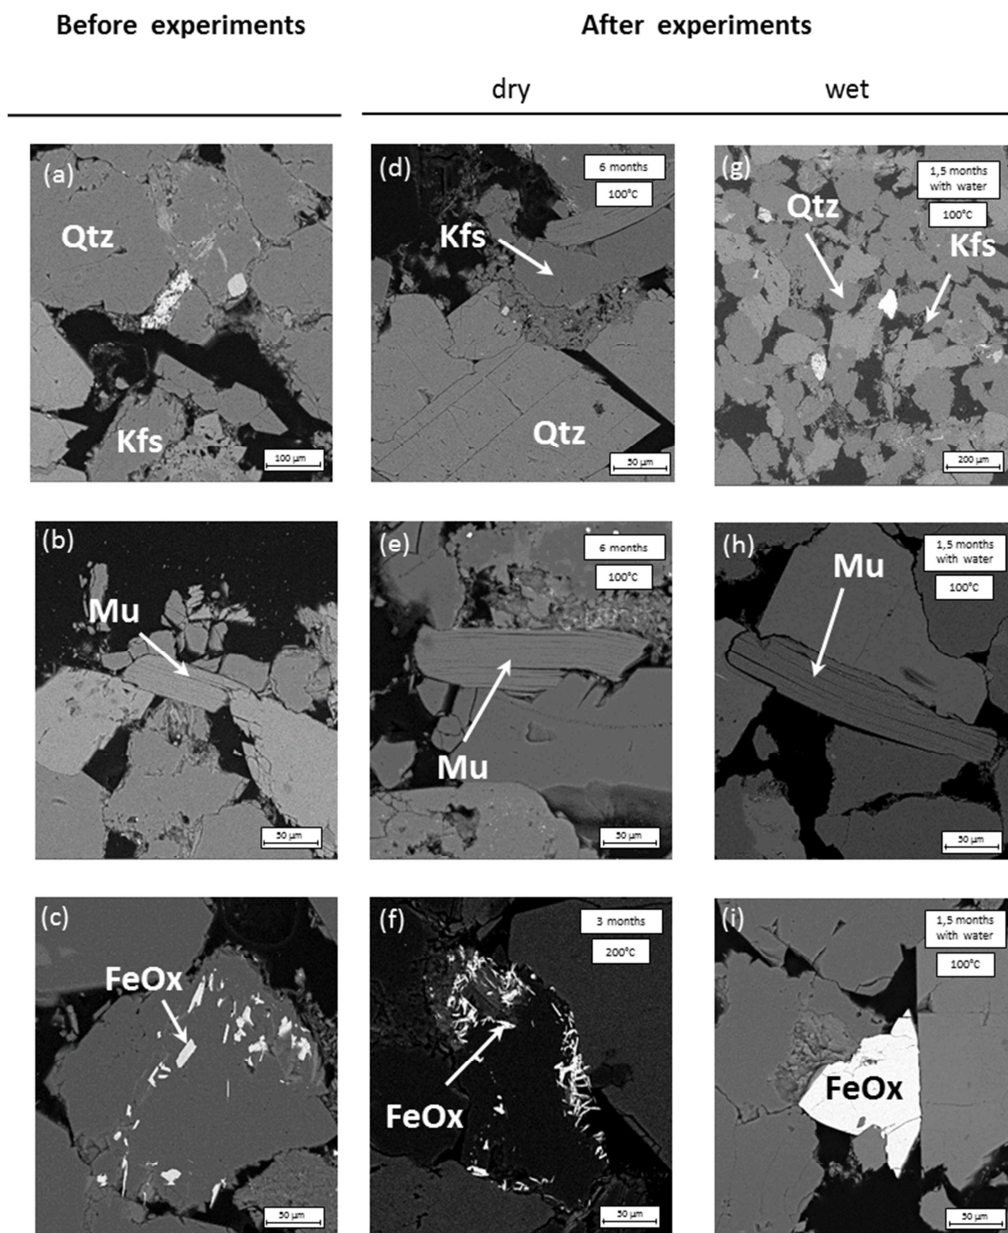 Before experiments
After experiments
dry
wet
(a)
Qtz
Kfs
100 µm
(d)
6 months
100°C
Kfs
Qtz
50 µm
(g)
1,5 months
with water
100°C
Qtz
Kfs
200 µm
(b)
Mu
50 µm
(e)
6 months
100°C
Mu
50 µm
(h)
1,5 months
with water
100°C
Mu
50 µm
(c)
FeOx
50 µm
(f)
3 months
200°C
FeOx
50 µm
(i)
1,5 months
with water
100°C
FeOx
50 µm